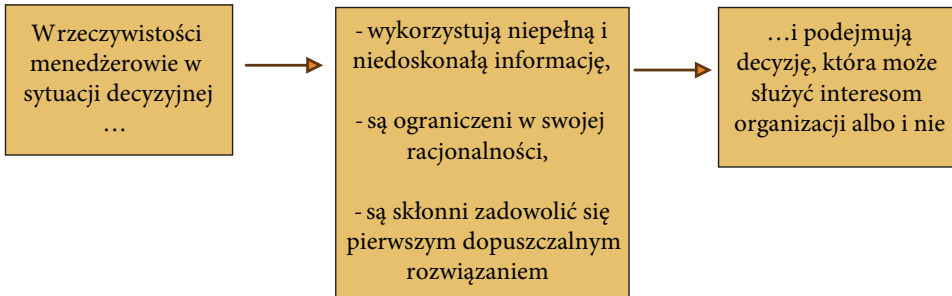 W rzeczywistości
menedżerowie w
sytuacji decyzyjnej
…
- wykorzystują niepełną i
niedoskonałą informację,
- są ograniczeni w swojej
racjonalności,
- są skłonni zadowolić się
pierwszym dopuszczalnym
rozwiązaniem
…i podejmują
decyzję, która może
służyć interesom
organizacji albo i nie